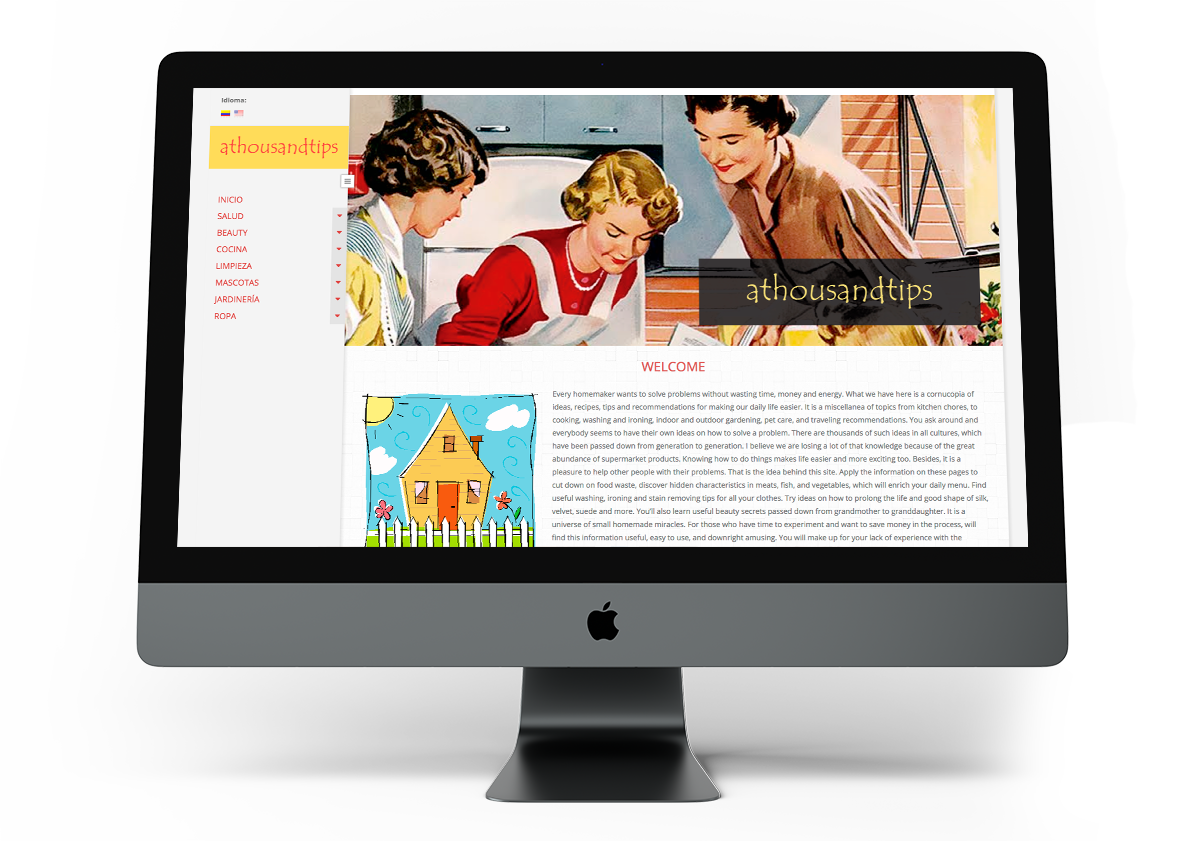 Idioma:
athousandtips
INICIO
SALUD
BEAUTY
COCINA
LIMPIEZA
MASCOTAS
JARDINERÍA
ROPA
athousandtips
WELCOME
Every homemaker wants to solve problems without wasting time, money and energy. What we have here is a cornucopia of
ideas, recipes, tips and recommendations for making our daily life easier. It is a miscellanea of topics from kitchen chores, to
cooking, washing and ironing, indoor and outdoor gardening, pet care, and traveling recommendations. You ask around and
everybody seems to have their own ideas on how to solve a problem. There are thousands of such ideas in all cultures, which
have been passed down from generation to generation. I believe we are losing a lot of that knowledge because of the great
abundance of supermarket products. Knowing how to do things makes life easier and more exciting too. Besides, it is a
pleasure to help other people with their problems. That is the idea behind this site. Apply the information on these pages to
cut down on food waste, discover hidden characteristics in meats, fish, and vegetables, which will enrich your daily menu. Find
useful washing, ironing and stain removing tips for all your clothes. Try ideas on how to prolong the life and good shape of silk,
velvet, suede and more. You'll also learn useful beauty secrets passed down from grandmother to granddaughter. It is a
universe of small homemade miracles. For those who have time to experiment and want to save money in the process, will
find this information useful, easy to use, and downright amusing. You will make up for your lack of experience with the